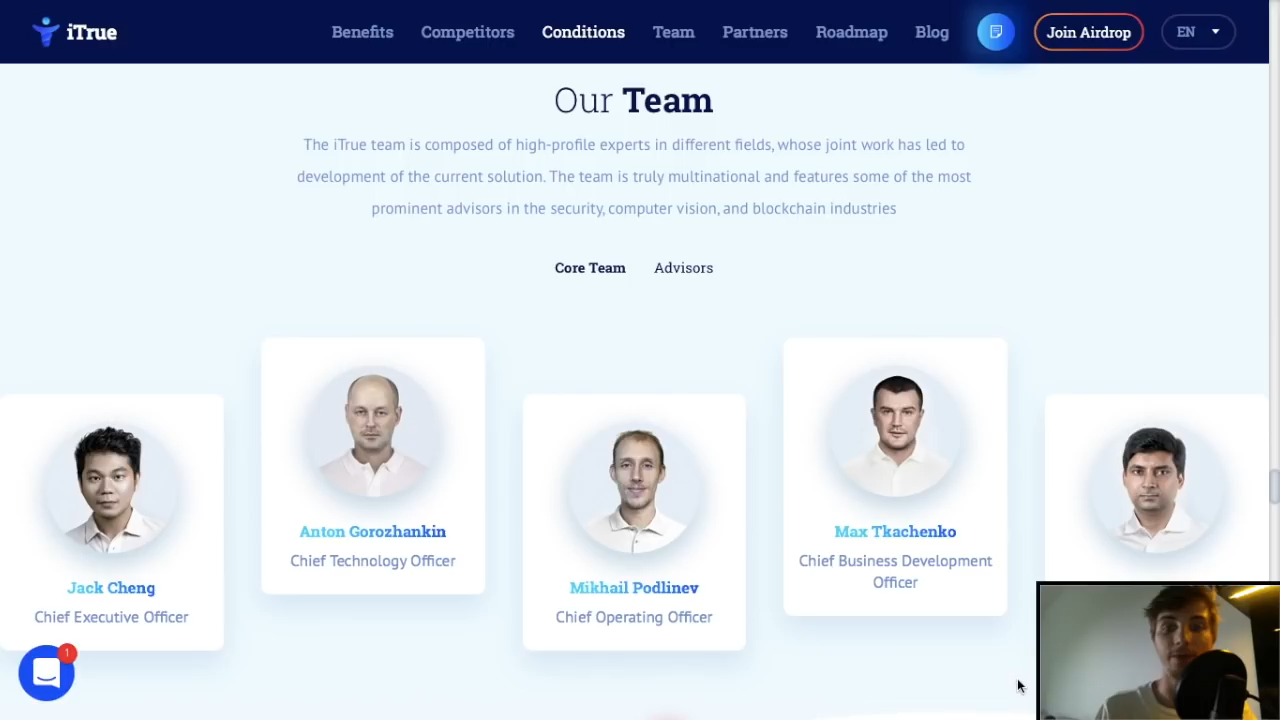 iTrue
Benefits
Competitors
Conditions
Team
Partners
Roadmap
Blog
Join Airdrop
EN
Our Team
The iTrue team is composed of high-profile experts in different fields, whose joint work has led to
development of the current solution. The team is truly multinational and features some of the most
prominent advisors in the security, computer vision, and blockchain industries
Core Team
Advisors
Anton Gorozhankin
Chief Technology Officer
Max Tkachenko
Chief Business Development
Officer
Jack Cheng
Chief Executive Officer
Mikhail Podlinev
Chief Operating Officer
1